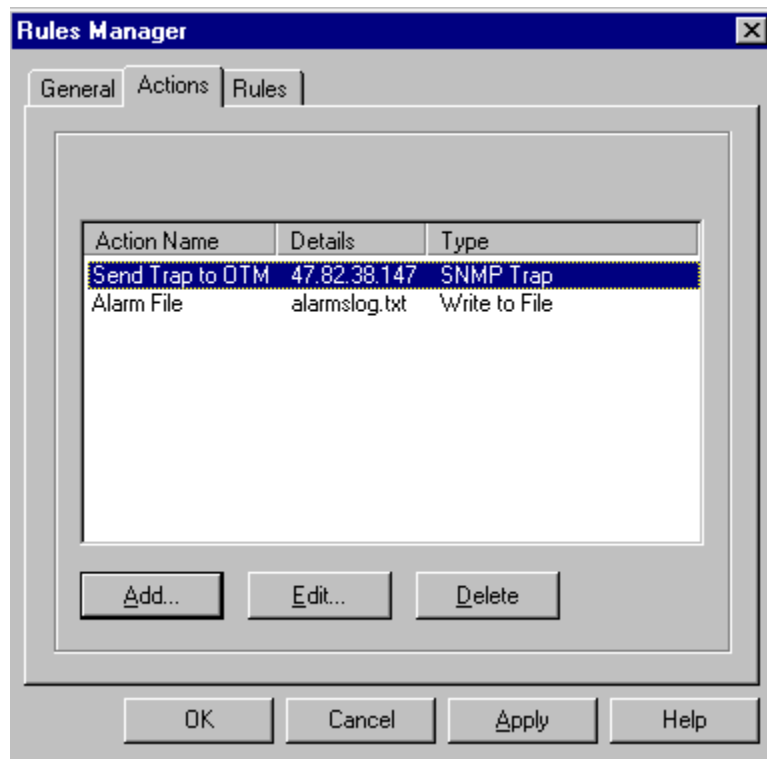 Rules Manager
General Actions Rules
Action Name Details Type
Send Trap to OTM 47.82.38.147 SNMP Trap
Alarm File alarmslog.txt Write to File
Add... Edit... Delete
OK Cancel Apply Help